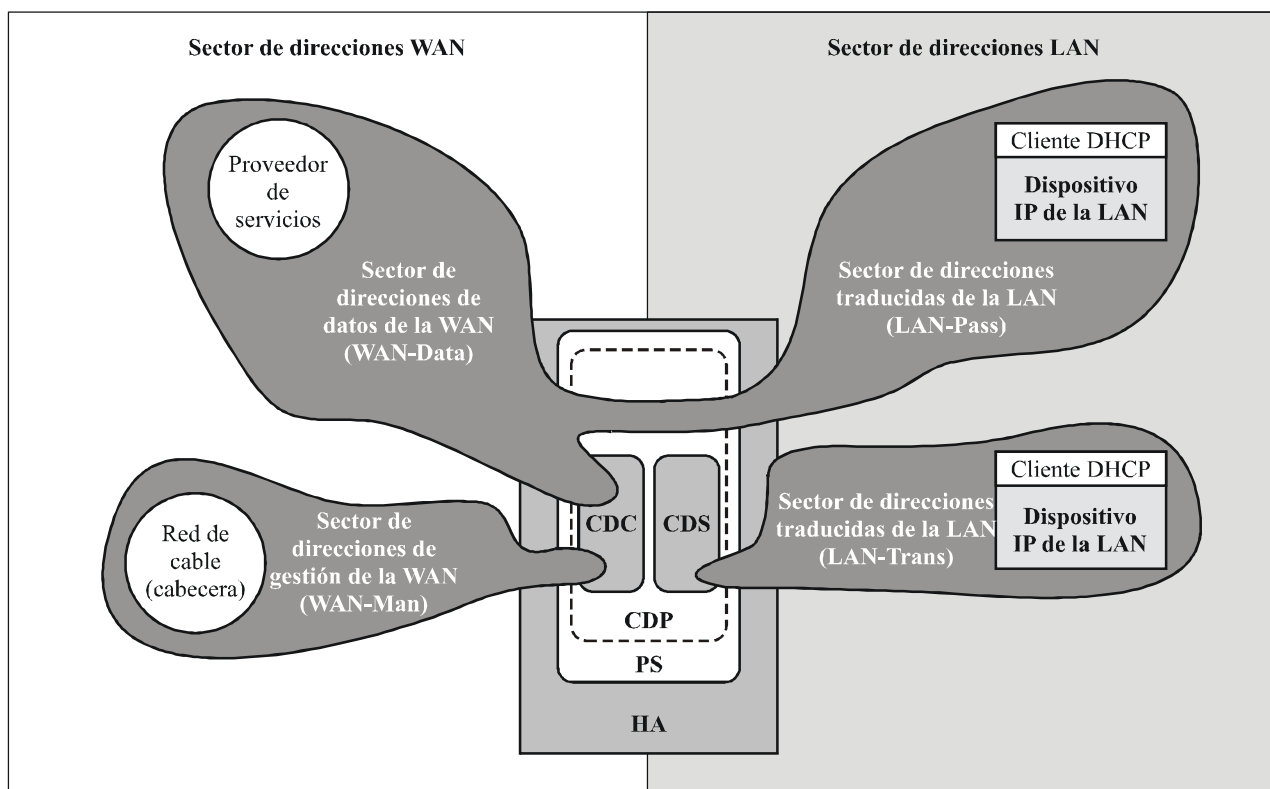 Sector de direcciones WAN
Sector de direcciones LAN
Proveedor
de
servicios
Sector de
direcciones de
datos de la WAN
(WAN-Data)
Cliente DHCP
Dispositivo
IP de la LAN
Sector de direcciones
traducidas de la LAN
(LAN-Pass)
Red de
cable
(cabecera)
Sector de
direcciones de
gestión de la WAN
(WAN-Man)
CDC
CDS
CDP
PS
HA
Sector de direcciones
traducidas de la LAN
(LAN-Trans)
Cliente DHCP
Dispositivo
IP de la LAN